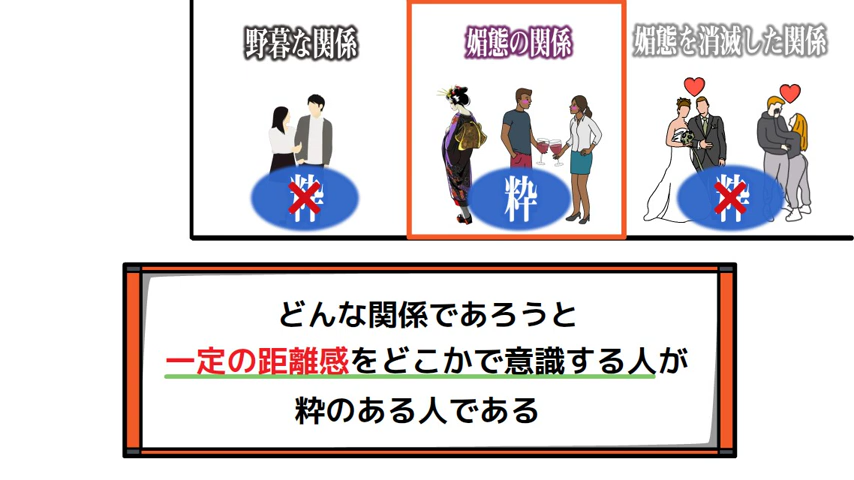 野暮な関係
媚態の関係
媚態を消滅した関係
粋
粋
粋
どんな関係であろうと
一定の距離感をどこかで意識する人が
粋のある人である